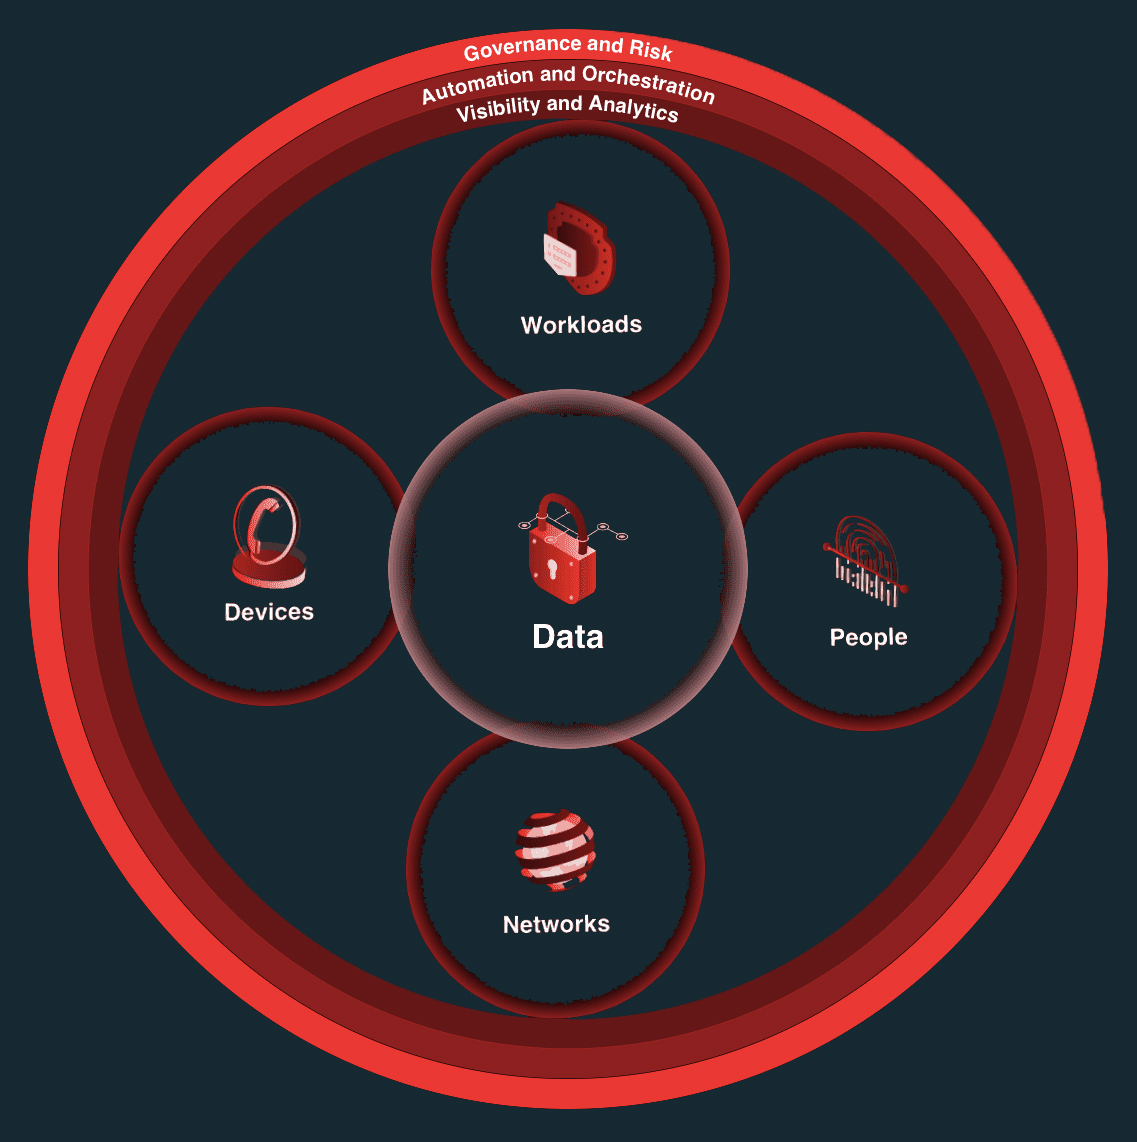 Governance and Risk
Automation and Orchestration
Visibility and Analytics
Workloads
Devices
Data
People
Networks